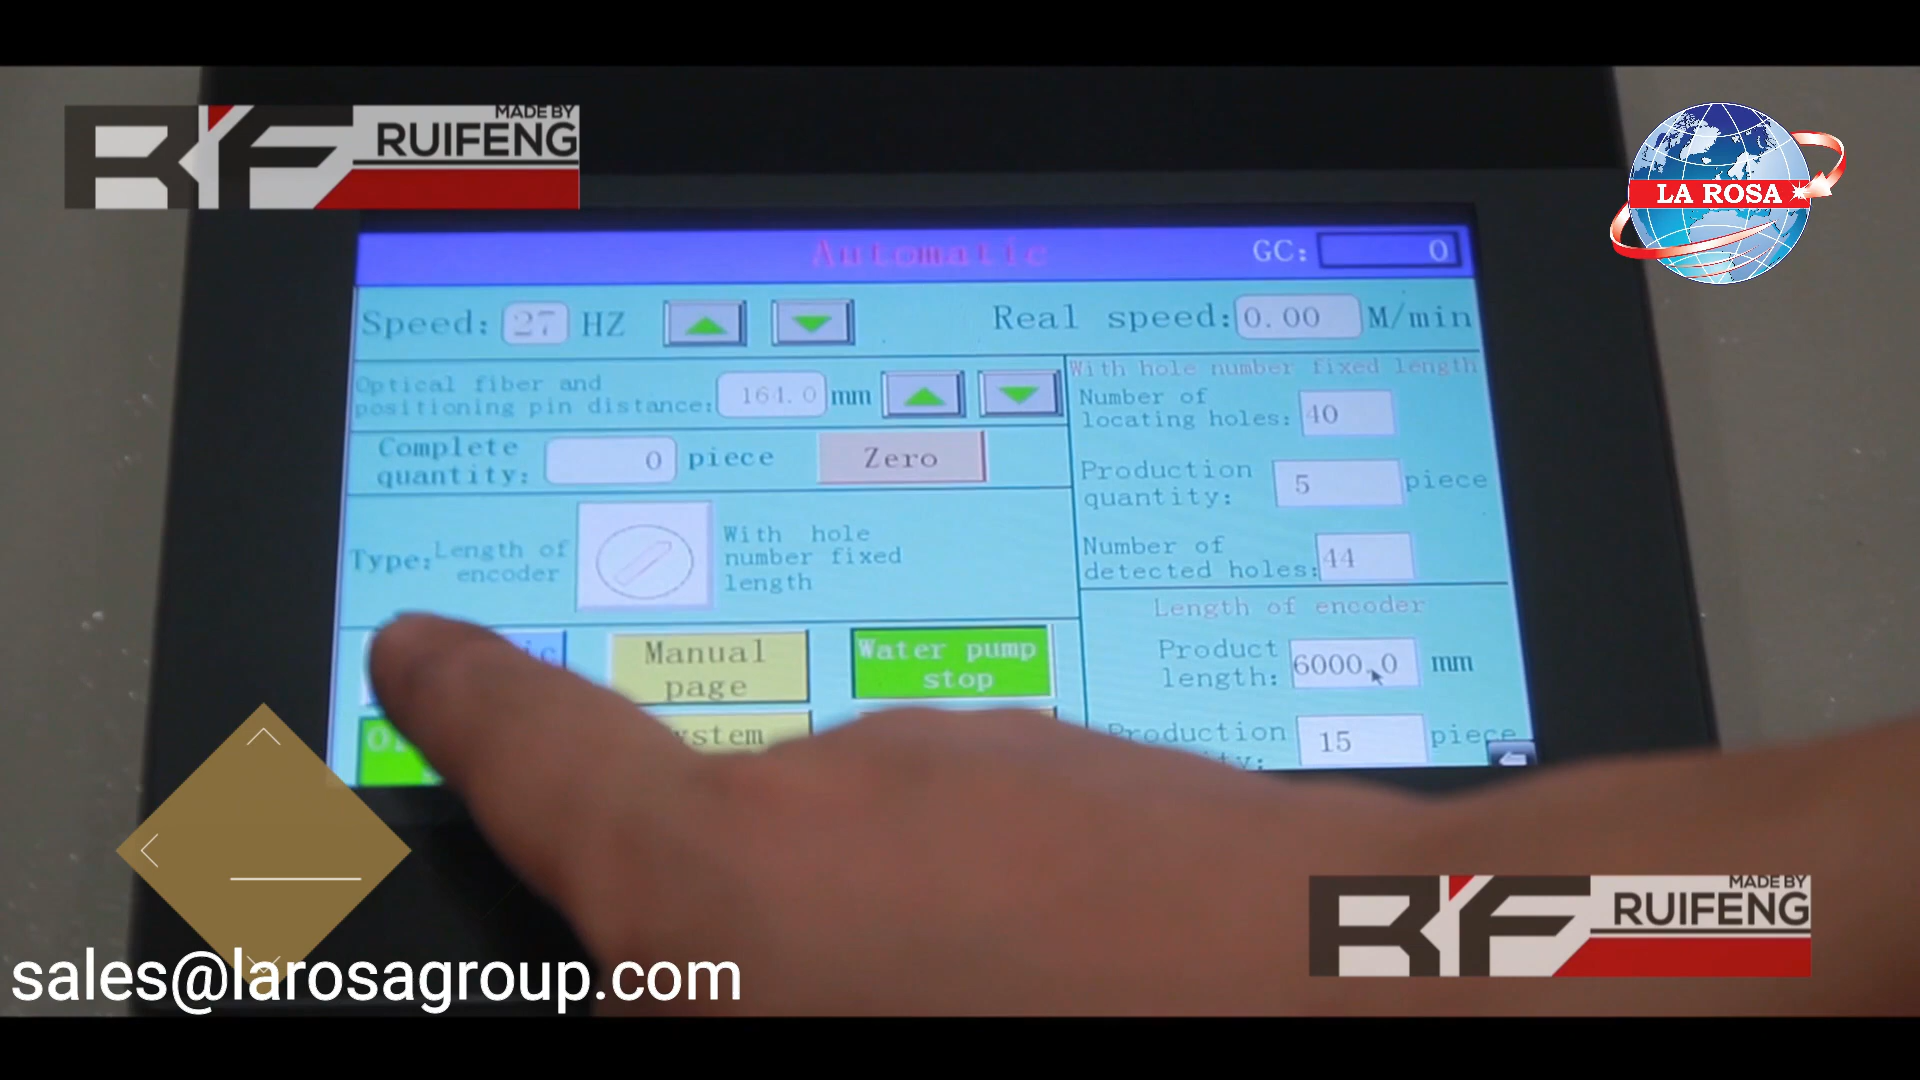 MADE BY
RUIFENG
LA ROSA
Automatic
GC: 0
Speed: 27 HZ
Real speed: 0.00 M/min
Optical fiber and
positioning pin distance: 164.0 mm
With hole number fixed length
Number of
locating holes: 40
Complete
quantity: 0 piece
Zero
Production
quantity: 5 piece
Type: Length of
encoder
With hole
number fixed
length
Number of
detected holes: 44
Length of encoder
Manual
page
Water pump
stop
Product
length: 6000.0 mm
Production
15 piece
MADE BY
RUIFENG
sales@larosagroup.com